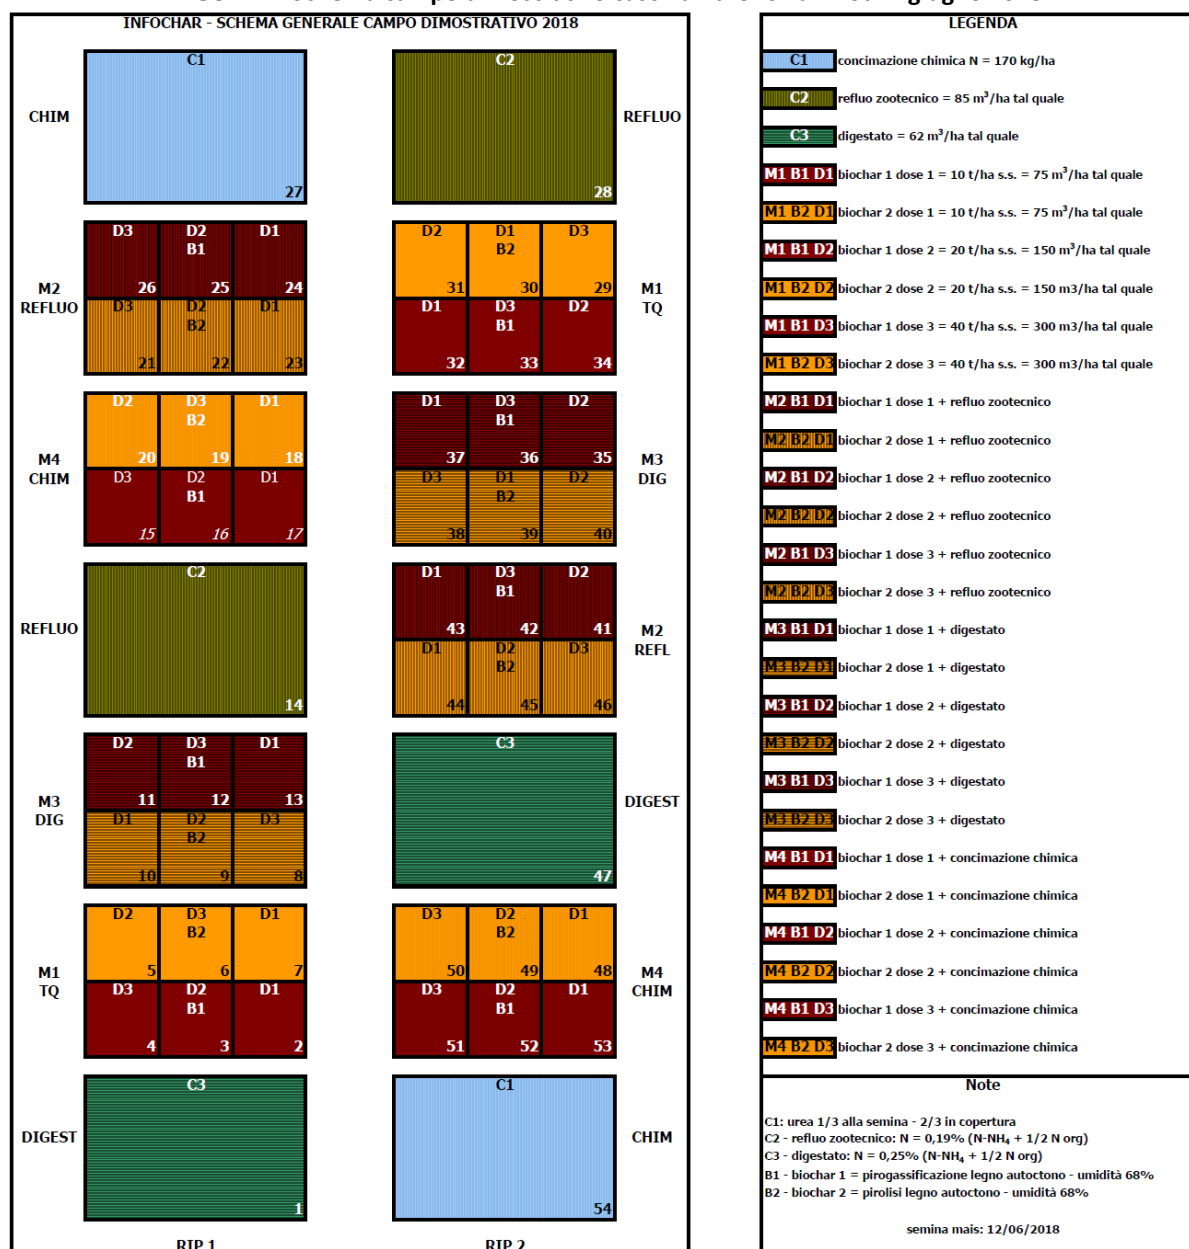 INFOCHAR - SCHEMA GENERALE CAMPO DIMOSTRATIVO 2018
C1
CHIM
27
C2
REFLUO
28
D3 D2 D1
B1
26 25 24
M2
REFLUO
D3 D2 D1
B2
21 22 23
D2 D1 D3
B2
31 30 29
M1
TQ
D1 D3 D2
B1
32 33 34
D2 D3 D1
B2
20 19 18
M4
CHIM
D3 D2 D1
B1
15 16 17
D1 D3 D2
B1
37 36 35
M3
DIG
D3 D1 D2
B2
38 39 40
C2
REFLUO
14
D1 D3 D2
B1
43 42 41
M2
REFL
D1 D2 D3
B2
44 45 46
D2 D3 D1
B1
11 12 13
M3
DIG
D1 D2 D3
B2
10 9 8
C3
DIGEST
47
D2 D3 D1
B2
5 6 7
M1
TQ
D3 D2 D1
B1
4 3 2
D3 D2 D1
B2
50 49 48
M4
CHIM
D3 D2 D1
B1
51 52 53
C3
DIGEST
1
C1
CHIM
54
RIP 1 RIP 2
LEGENDA
C1 concimazione chimica N = 170 kg/ha
C2 refluo zootecnico = 85 m³/ha tal quale
C3 digestato = 62 m³/ha tal quale
M1 B1 D1 biochar 1 dose 1 = 10 t/ha s.s. = 75 m³/ha tal quale
M1 B2 D1 biochar 2 dose 1 = 10 t/ha s.s. = 75 m³/ha tal quale
M1 B1 D2 biochar 1 dose 2 = 20 t/ha s.s. = 150 m³/ha tal quale
M1 B2 D2 biochar 2 dose 2 = 20 t/ha s.s. = 150 m3/ha tal quale
M1 B1 D3 biochar 1 dose 3 = 40 t/ha s.s. = 300 m3/ha tal quale
M1 B2 D3 biochar 2 dose 3 = 40 t/ha s.s. = 300 m3/ha tal quale
M2 B1 D1 biochar 1 dose 1 + refluo zootecnico
M2 B2 D1 biochar 2 dose 1 + refluo zootecnico
M2 B1 D2 biochar 1 dose 2 + refluo zootecnico
M2 B2 D2 biochar 2 dose 2 + refluo zootecnico
M2 B1 D3 biochar 1 dose 3 + refluo zootecnico
M2 B2 D3 biochar 2 dose 3 + refluo zootecnico
M3 B1 D1 biochar 1 dose 1 + digestato
M3 B2 D1 biochar 2 dose 1 + digestato
M3 B1 D2 biochar 1 dose 2 + digestato
M3 B2 D2 biochar 2 dose 2 + digestato
M3 B1 D3 biochar 1 dose 3 + digestato
M3 B2 D3 biochar 2 dose 3 + digestato
M4 B1 D1 biochar 1 dose 1 + concimazione chimica
M4 B2 D1 biochar 2 dose 1 + concimazione chimica
M4 B1 D2 biochar 1 dose 2 + concimazione chimica
M4 B2 D2 biochar 2 dose 2 + concimazione chimica
M4 B1 D3 biochar 1 dose 3 + concimazione chimica
M4 B2 D3 biochar 2 dose 3 + concimazione chimica
Note
C1: urea 1/3 alla semina - 2/3 in copertura
C2 - refluo zootecnico: N = 0,19% (N-NH₄ + 1/2 N org)
C3 - digestato: N = 0,25% (N-NH₄ + 1/2 N org)
B1 - biochar 1 = pirogassificazione legno autoctono - umidità 68%
B2 - biochar 2 = pirolisi legno autoctono - umidità 68%
semina mais: 12/06/2018